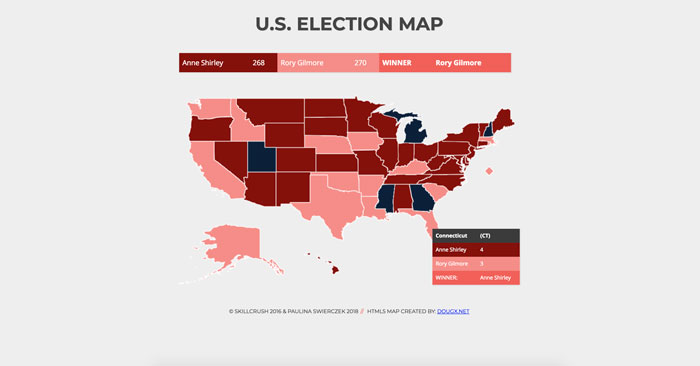 U.S. ELECTION MAP
Anne Shirley 268 Rory Gilmore 270 WINNER Rory Gilmore
Connecticut (CT)
Anne Shirley 4
Rory Gilmore 3
WINNER: Anne Shirley
© SKILLCRUSH 2016 & PAULINA SWIERCZEK 2018 // HTML5 MAP CREATED BY: DOUGX.NET